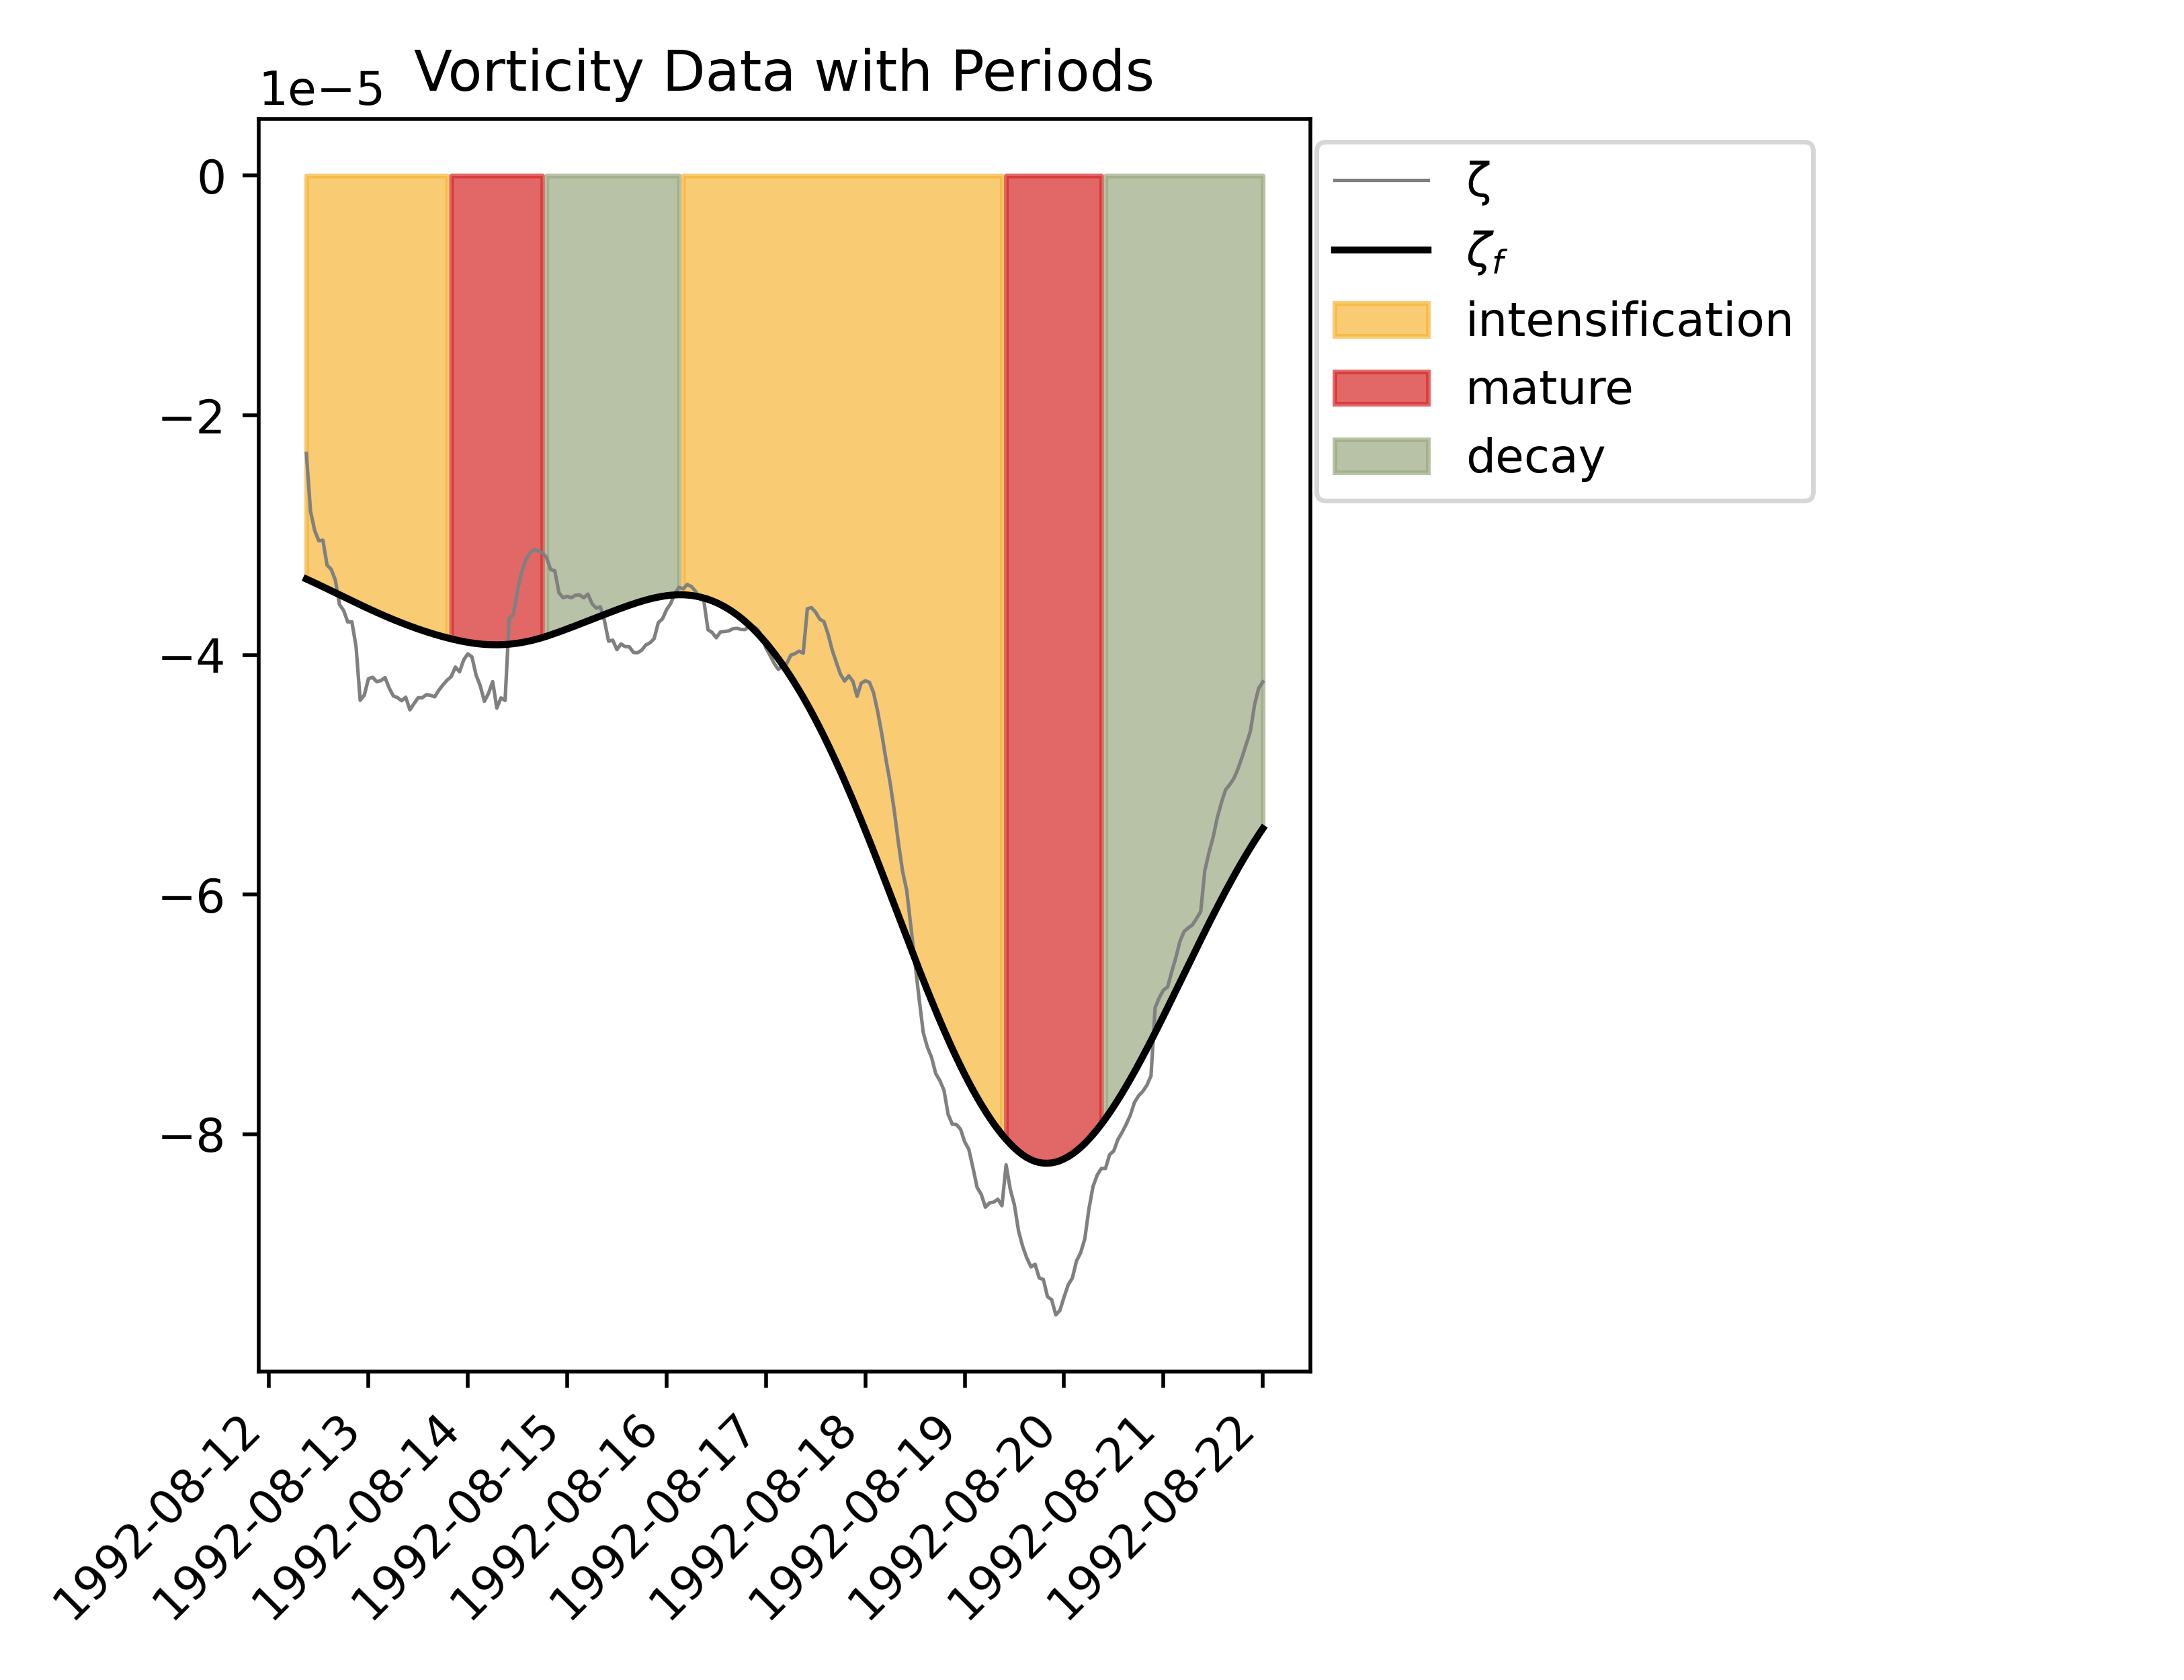 Vorticity Data with Periods
1e−5
0
−2
−4
−6
−8
1992-08-12
1992-08-13
1992-08-14
1992-08-15
1992-08-16
1992-08-17
1992-08-18
1992-08-19
1992-08-20
1992-08-21
1992-08-22
ζ
ζf
intensification
mature
decay